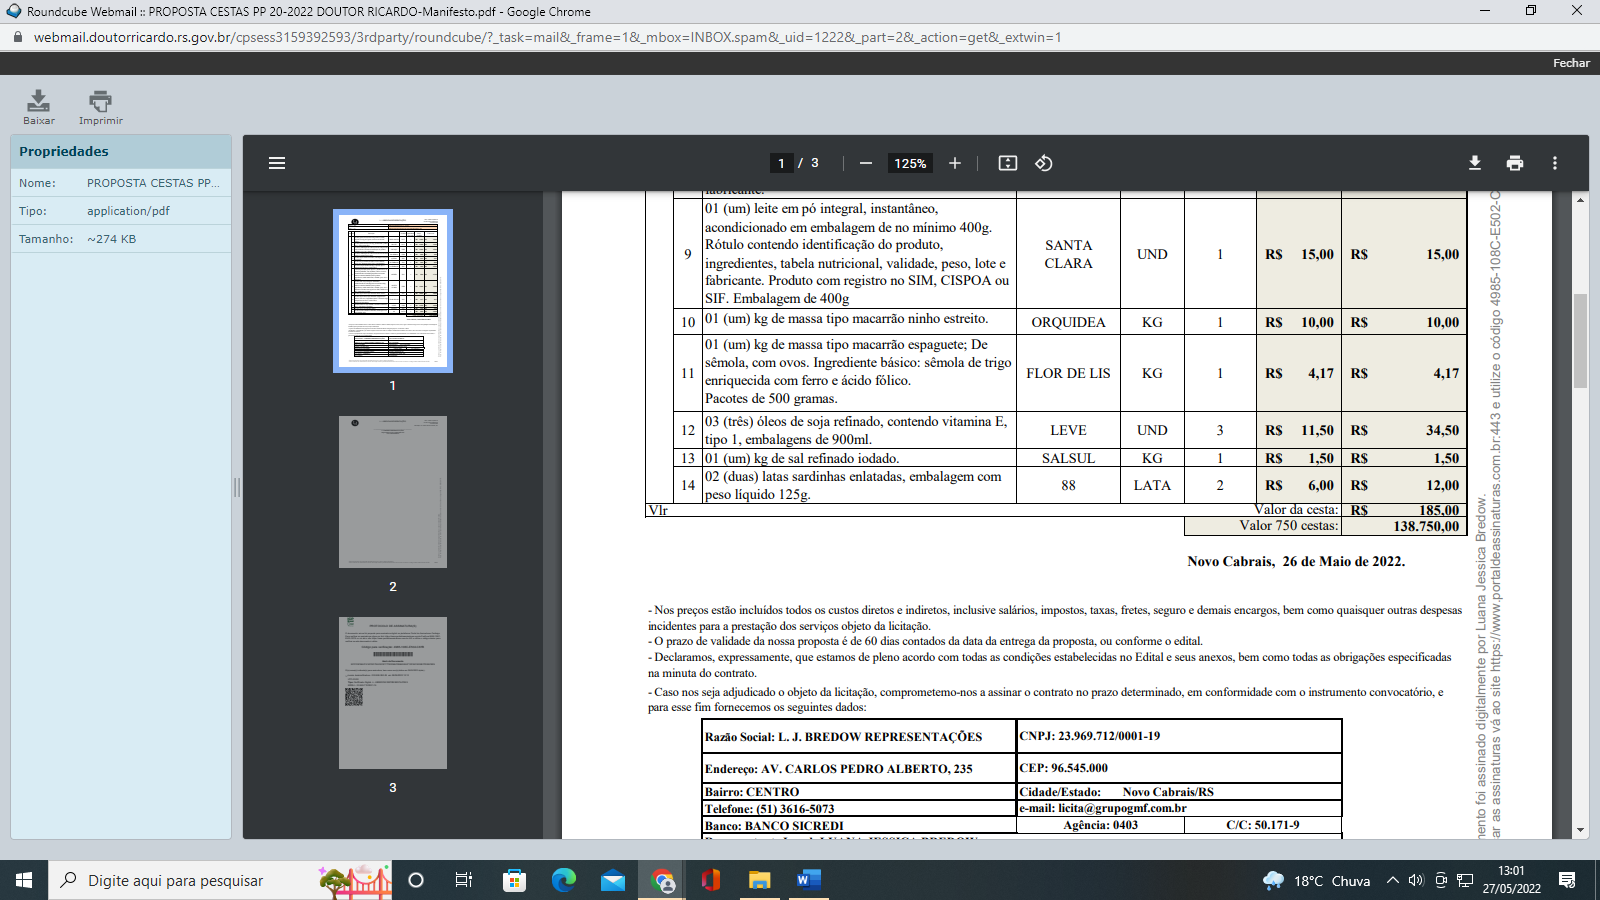 Roundcube Webmail :: PROPOSTA CESTAS PP 20-2022 DOUTOR RICARDO-Manifesto.pdf - Google Chrome
webmail.doutorricardo.rs.gov.br/cpsess3159392593/3rdparty/roundcube/?_task=mail&_frame=1&_mbox=INBOX.spam&_uid=1222&_part=2&_action=get&_extwin=1
Fechar
Baixar
Imprimir
Propriedades
Nome: PROPOSTA CESTAS PP...
Tipo: application/pdf
Tamanho: ~274 KB
1 / 3
125%
1
2
3
fabricante.
01 (um) leite em pó integral, instantâneo,
acondicionado em embalagem de no mínimo 400g.
Rótulo contendo identificação do produto,
ingredientes, tabela nutricional, validade, peso, lote e
fabricante. Produto com registro no SIM, CISPOA ou
SIF. Embalagem de 400g
9 SANTA CLARA UND 1 R$ 15,00 R$ 15,00
10 01 (um) kg de massa tipo macarrão ninho estreito. ORQUIDEA KG 1 R$ 10,00 R$ 10,00
01 (um) kg de massa tipo macarrão espaguete; De
sêmola, com ovos. Ingrediente básico: sêmola de trigo
enriquecida com ferro e ácido fólico.
Pacotes de 500 gramas.
11 FLOR DE LIS KG 1 R$ 4,17 R$ 4,17
03 (três) óleos de soja refinado, contendo vitamina E,
tipo 1, embalagens de 900ml.
12 LEVE UND 3 R$ 11,50 R$ 34,50
13 01 (um) kg de sal refinado iodado. SALSUL KG 1 R$ 1,50 R$ 1,50
02 (duas) latas sardinhas enlatadas, embalagem com
peso líquido 125g.
14 88 LATA 2 R$ 6,00 R$ 12,00
Vlr Valor da cesta: R$ 185,00
Valor 750 cestas: 138.750,00
Novo Cabrais, 26 de Maio de 2022.
- Nos preços estão incluídos todos os custos diretos e indiretos, inclusive salários, impostos, taxas, fretes, seguro e demais encargos, bem como quaisquer outras despesas
incidentes para a prestação dos serviços objeto da licitação.
- O prazo de validade da nossa proposta é de 60 dias contados da data da entrega da proposta, ou conforme o edital.
- Declaramos, expressamente, que estamos de pleno acordo com todas as condições estabelecidas no Edital e seus anexos, bem como todas as obrigações especificadas
na minuta do contrato.
- Caso nos seja adjudicado o objeto da licitação, comprometemo-nos a assinar o contrato no prazo determinado, em conformidade com o instrumento convocatório, e
para esse fim fornecemos os seguintes dados:
Razão Social: L. J. BREDOW REPRESENTAÇÕES CNPJ: 23.969.712/0001-19
Endereço: AV. CARLOS PEDRO ALBERTO, 235 CEP: 96.545.000
Bairro: CENTRO Cidade/Estado: Novo Cabrais/RS
Telefone: (51) 3616-5073 e-mail: licita@grupogmf.com.br
Banco: BANCO SICREDI Agência: 0403 C/C: 50.171-9
mento foi assinado digitalmente por Luana Jessica Bredow.
ar as assinaturas vá ao site https://www.portaldeassinaturas.com.br:443 e utilize o código 4985-108C-E502-C
Digite aqui para pesquisar
18°C Chuva
13:01
27/05/2022